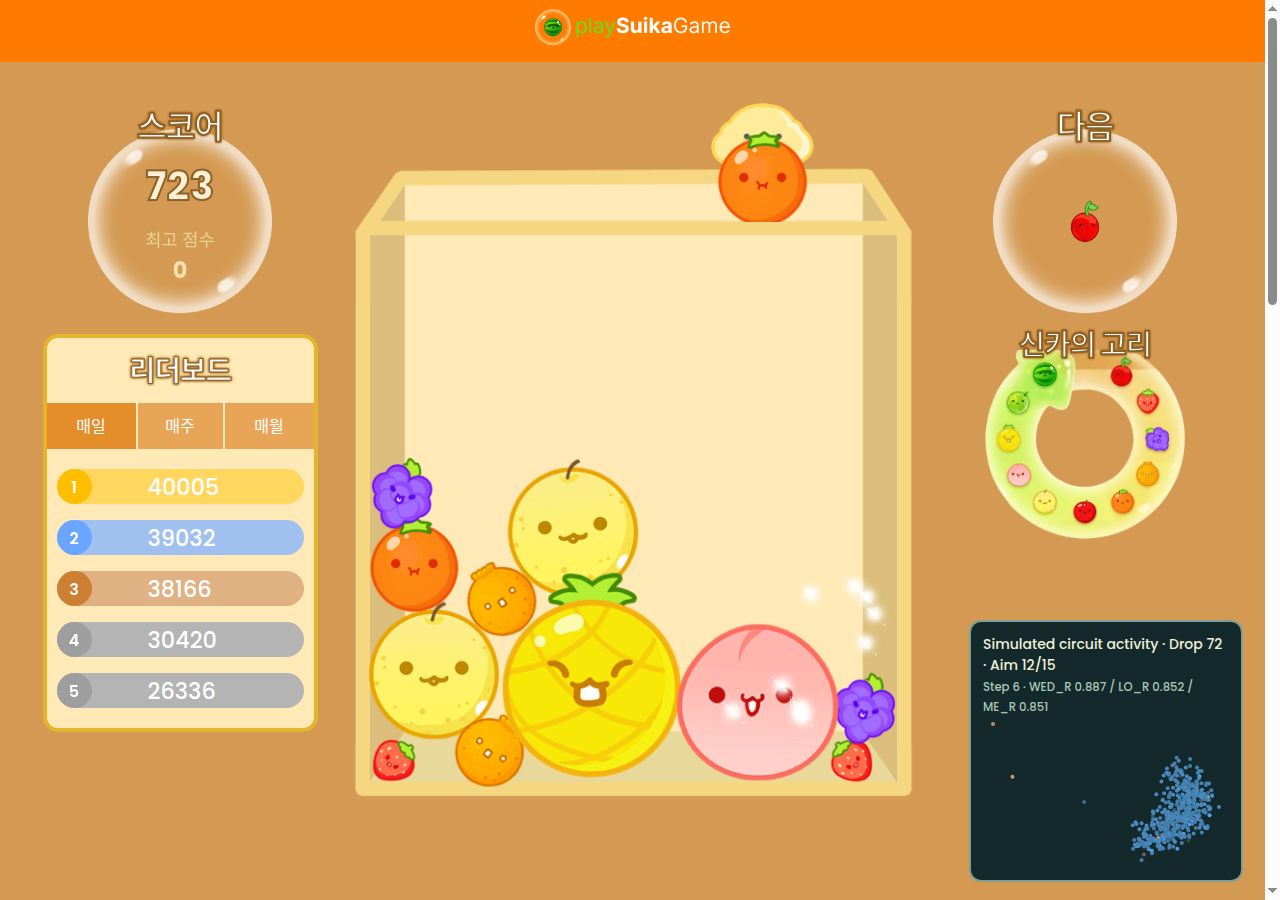 playSuikaGame
스코어
723
최고 점수
0
다음
리더보드
매일 매주 매월
1 40005
2 39032
3 38166
4 30420
5 26336
신카의 고리
Simulated circuit activity · Drop 72
· Aim 12/15
Step 6 · WED_R 0.887 / LO_R 0.852 /
ME_R 0.851